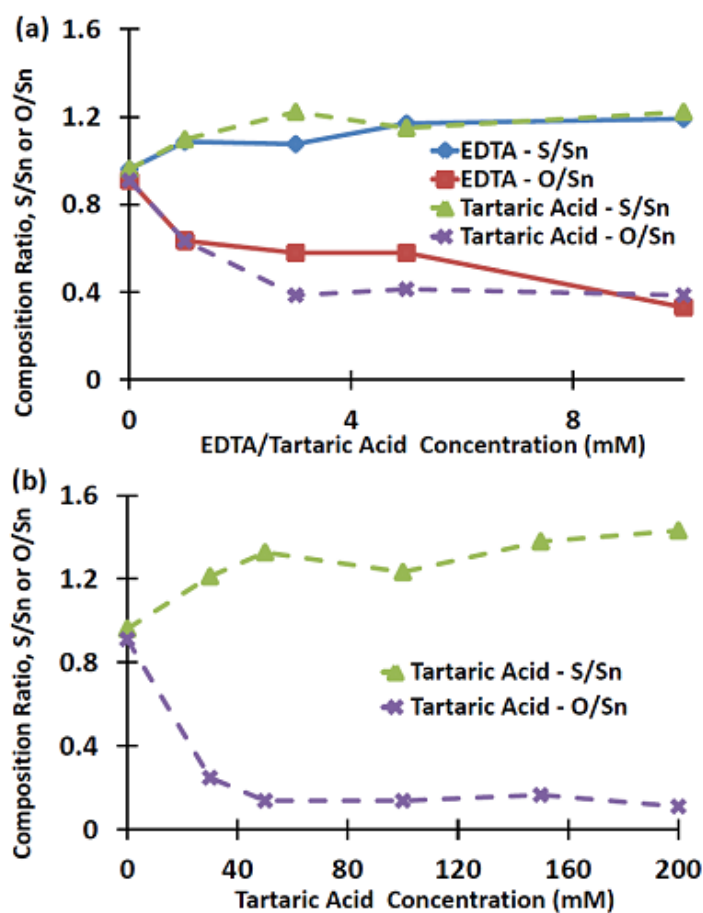 (a)
1.6
1.2
0.8
0.4
0
Composition Ratio, S/Sn or O/Sn
EDTA - S/Sn
EDTA - O/Sn
Tartaric Acid - S/Sn
Tartaric Acid - O/Sn
0 4 8
EDTA/Tartaric Acid Concentration (mM)
(b)
1.6
1.2
0.8
0.4
0
Composition Ratio, S/Sn or O/Sn
Tartaric Acid - S/Sn
Tartaric Acid - O/Sn
0 40 80 120 160 200
Tartaric Acid Concentration (mM)